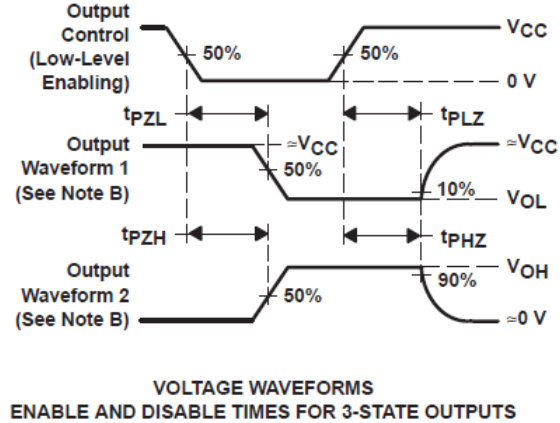 Output
Control
(Low-Level
Enabling)
50%
50%
VCC
0 V
tPZL
tPLZ
Output
Waveform 1
(See Note B)
≈VCC
50%
≈VCC
10%
VOL
tPZH
tPHZ
Output
Waveform 2
(See Note B)
50%
VOH
90%
≈0 V
VOLTAGE WAVEFORMS
ENABLE AND DISABLE TIMES FOR 3-STATE OUTPUTS